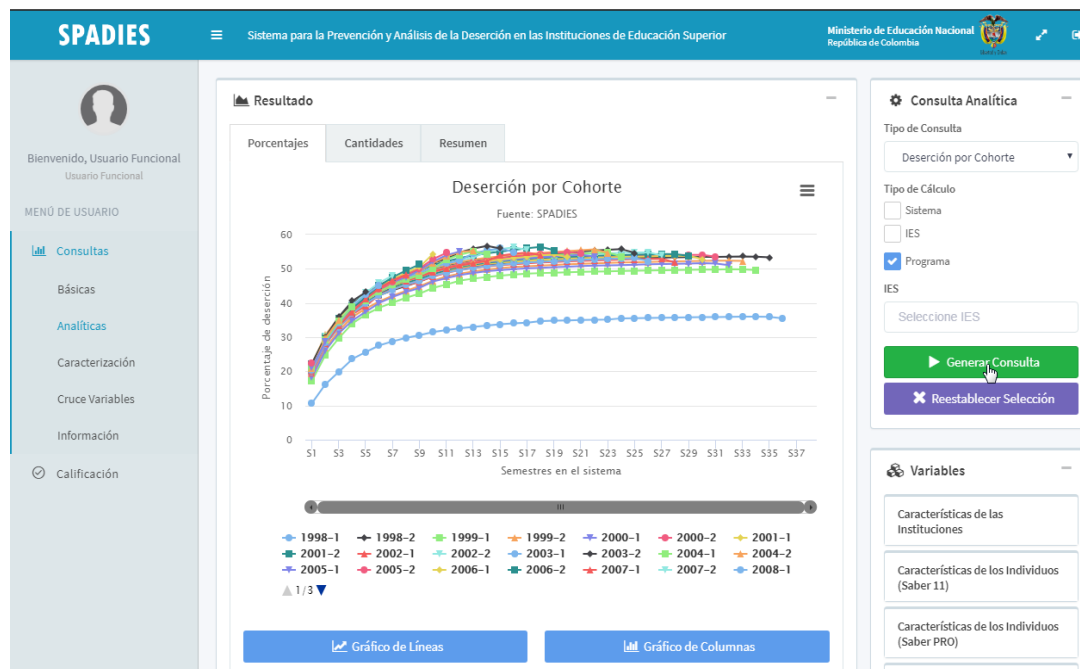 SPADIES
Sistema para la Prevención y Análisis de la Deserción en las Instituciones de Educación Superior
Ministerio de Educación Nacional
República de Colombia
Bienvenido, Usuario Funcional
Usuario Funcional
MENÚ DE USUARIO
Consultas
Básicas
Analíticas
Caracterización
Cruce Variables
Información
Calificación
Resultado
Porcentajes
Cantidades
Resumen
Deserción por Cohorte
Fuente: SPADIES
Porcentaje de deserción
60
50
40
30
20
10
0
S1 S3 S5 S7 S9 S11 S13 S15 S17 S19 S21 S23 S25 S27 S29 S31 S33 S35 S37
Semestres en el sistema
1998-1 1998-2 1999-1 1999-2 2000-1 2000-2 2001-1
2001-2 2002-1 2002-2 2003-1 2003-2 2004-1 2004-2
2005-1 2005-2 2006-1 2006-2 2007-1 2007-2 2008-1
1/3
Gráfico de Líneas
Gráfico de Columnas
Consulta Analítica
Tipo de Consulta
Deserción por Cohorte
Tipo de Cálculo
Sistema
IES
Programa
IES
Seleccione IES
Generar Consulta
Reestablecer Selección
Variables
Características de las
Instituciones
Características de los Individuos
(Saber 11)
Características de los Individuos
(Saber PRO)